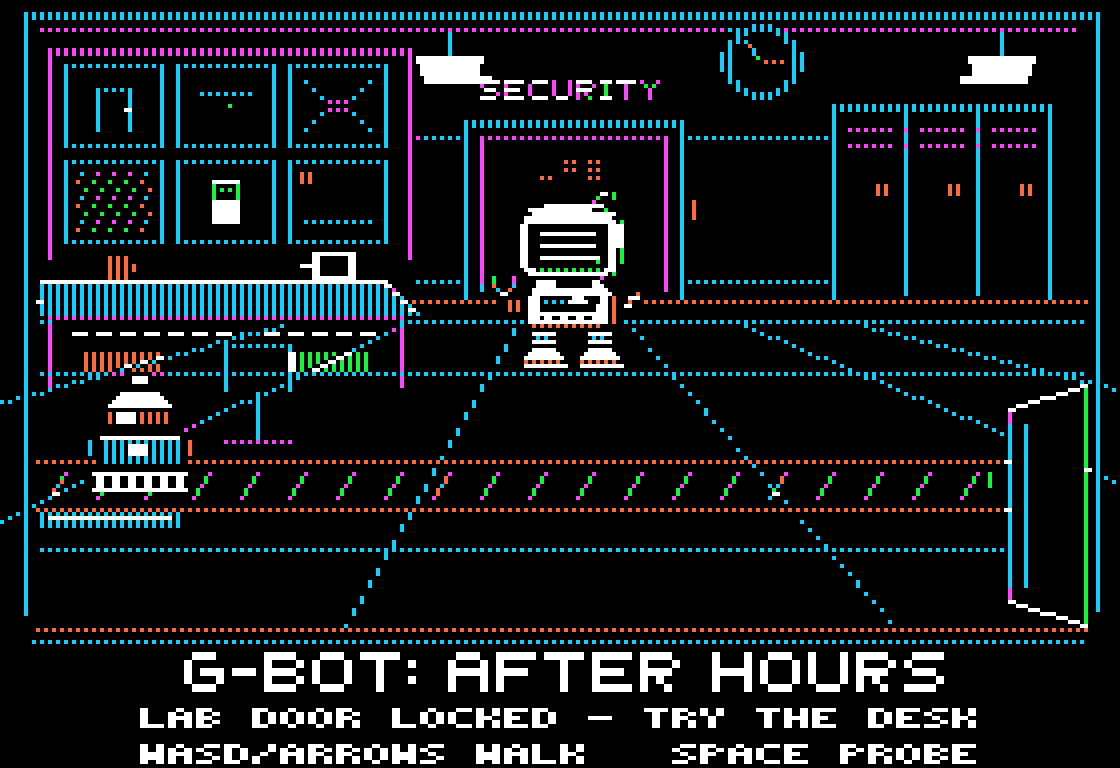 SECURITY
G-BOT: AFTER HOURS
LAB DOOR LOCKED - TRY THE DESK
WASD/ARROWS WALK SPACE PROBE